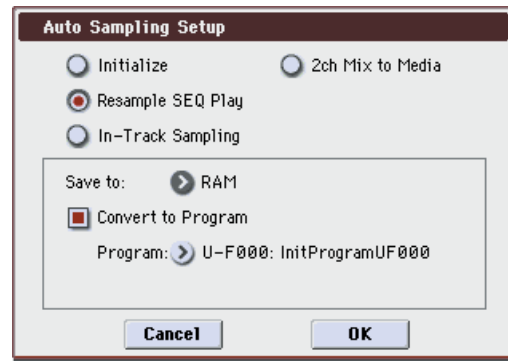 Auto Sampling Setup
Initialize 2ch Mix to Media
Resample SEQ Play
In-Track Sampling
Save to: RAM
Convert to Program
Program: U-F000: InitProgramUF000
Cancel OK